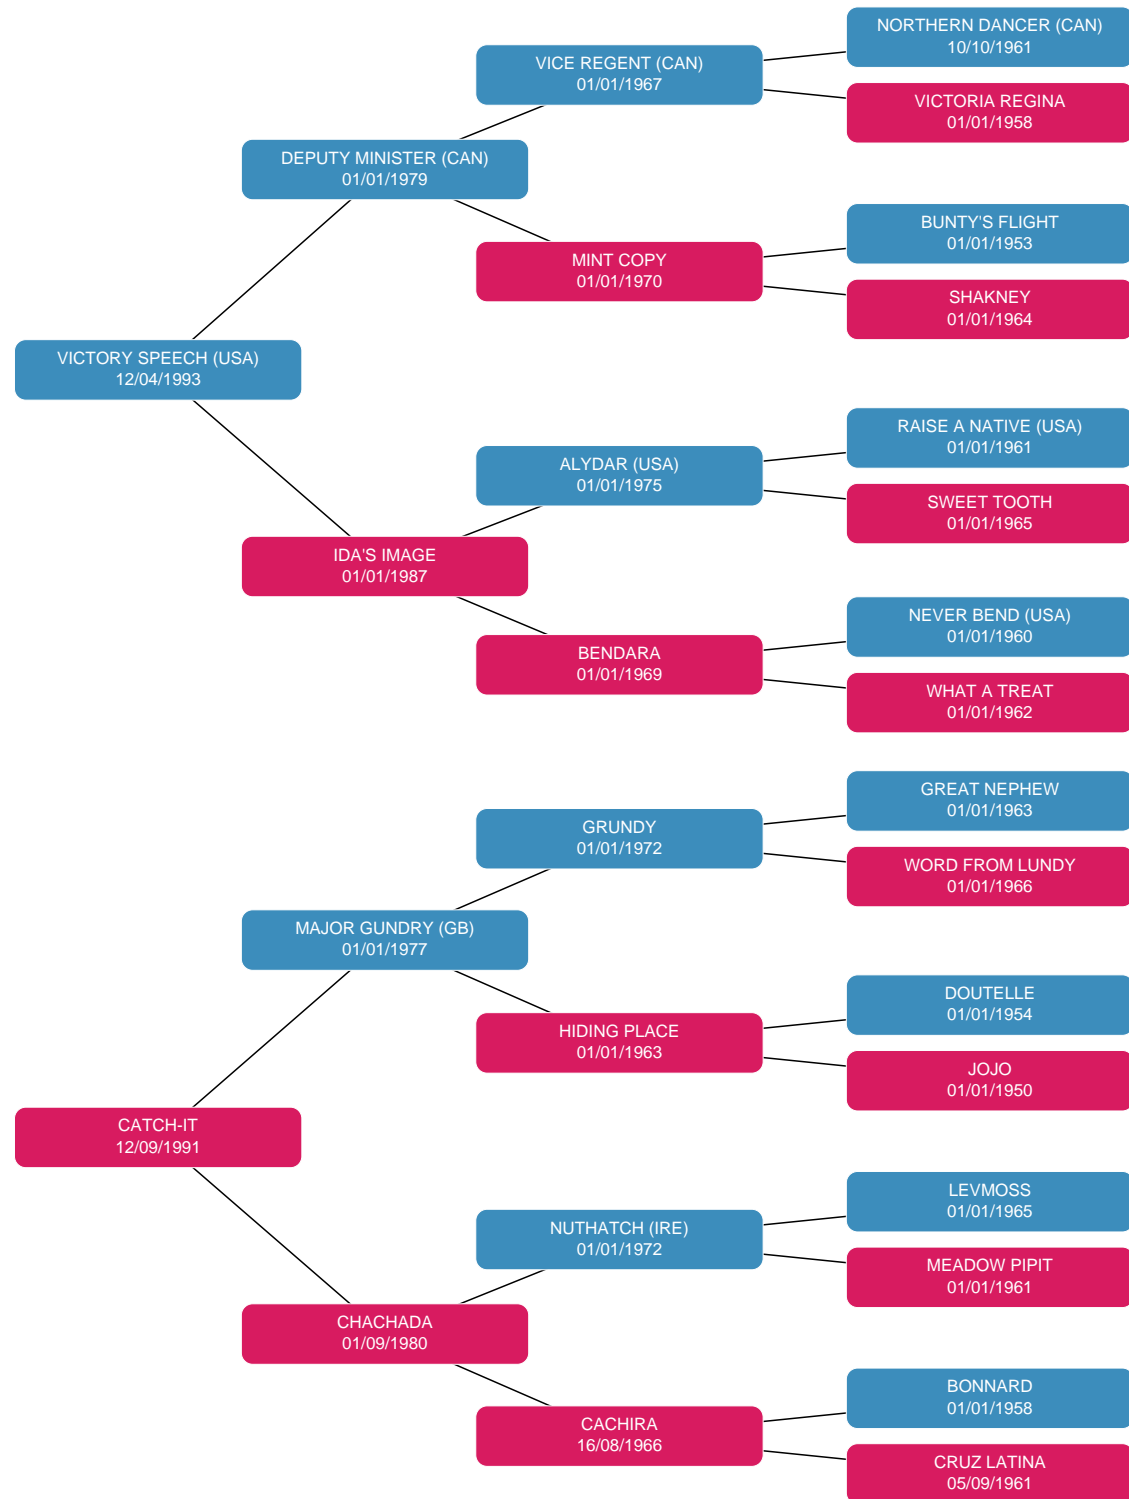 NORTHERN DANCER (CAN)
10/10/1961
VICE REGENT (CAN)
01/01/1967
VICTORIA REGINA
01/01/1958
DEPUTY MINISTER (CAN)
01/01/1979
BUNTY'S FLIGHT
01/01/1953
MINT COPY
01/01/1970
SHAKNEY
01/01/1964
VICTORY SPEECH (USA)
12/04/1993
RAISE A NATIVE (USA)
01/01/1961
ALYDAR (USA)
01/01/1975
SWEET TOOTH
01/01/1965
IDA'S IMAGE
01/01/1987
NEVER BEND (USA)
01/01/1960
BENDARA
01/01/1969
WHAT A TREAT
01/01/1962
GREAT NEPHEW
01/01/1963
GRUNDY
01/01/1972
WORD FROM LUNDY
01/01/1966
MAJOR GUNDRY (GB)
01/01/1977
DOUTELLE
01/01/1954
HIDING PLACE
01/01/1963
JOJO
01/01/1950
CATCH-IT
12/09/1991
LEVMOSS
01/01/1965
NUTHATCH (IRE)
01/01/1972
MEADOW PIPIT
01/01/1961
CHACHADA
01/09/1980
BONNARD
01/01/1958
CACHIRA
16/08/1966
CRUZ LATINA
05/09/1961